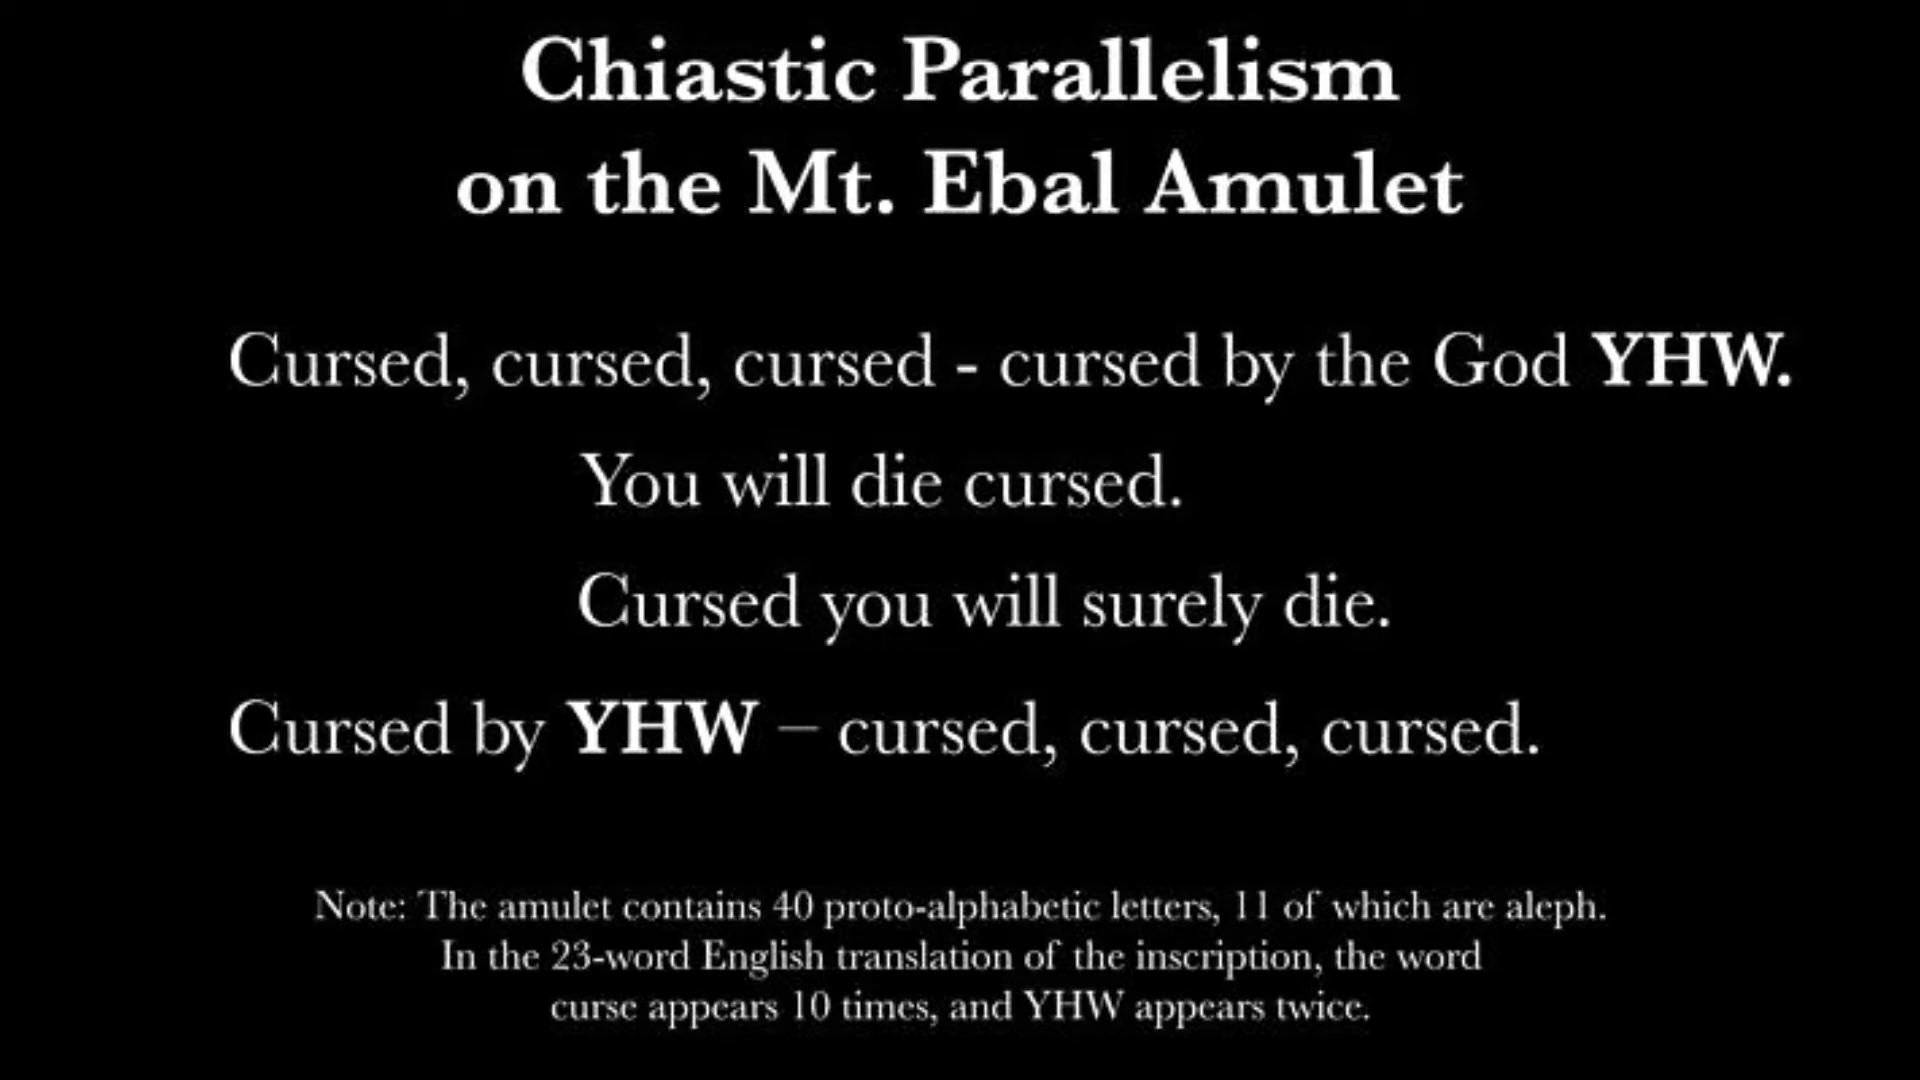 Chiastic Parallelism
on the Mt. Ebal Amulet
Cursed, cursed, cursed - cursed by the God YHW.
You will die cursed.
Cursed you will surely die.
Cursed by YHW – cursed, cursed, cursed.
Note: The amulet contains 40 proto-alphabetic letters, 11 of which are aleph.
In the 23-word English translation of the inscription, the word
curse appears 10 times, and YHW appears twice.